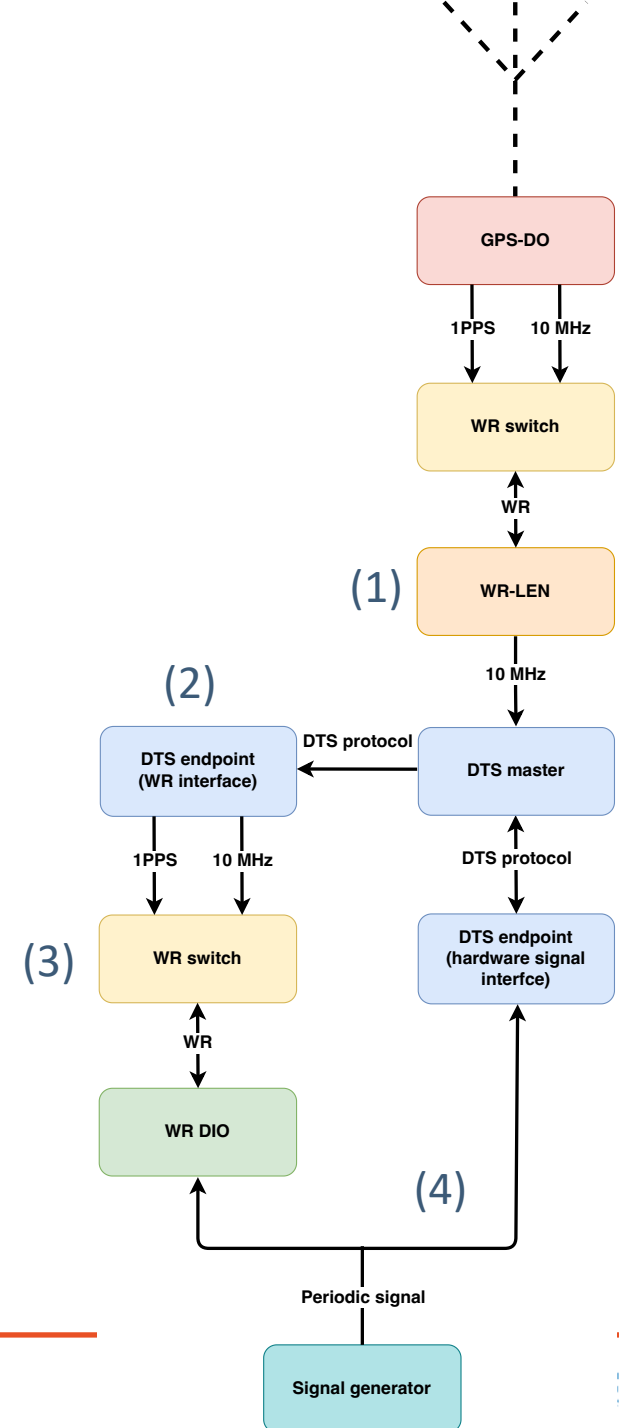 GPS-DO
1PPS
10 MHz
WR switch
WR
(1)
WR-LEN
10 MHz
(2)
DTS endpoint
(WR interface)
DTS protocol
DTS master
1PPS
10 MHz
DTS protocol
(3)
WR switch
DTS endpoint
(hardware signal
interfce)
WR
WR DIO
(4)
Periodic signal
Signal generator